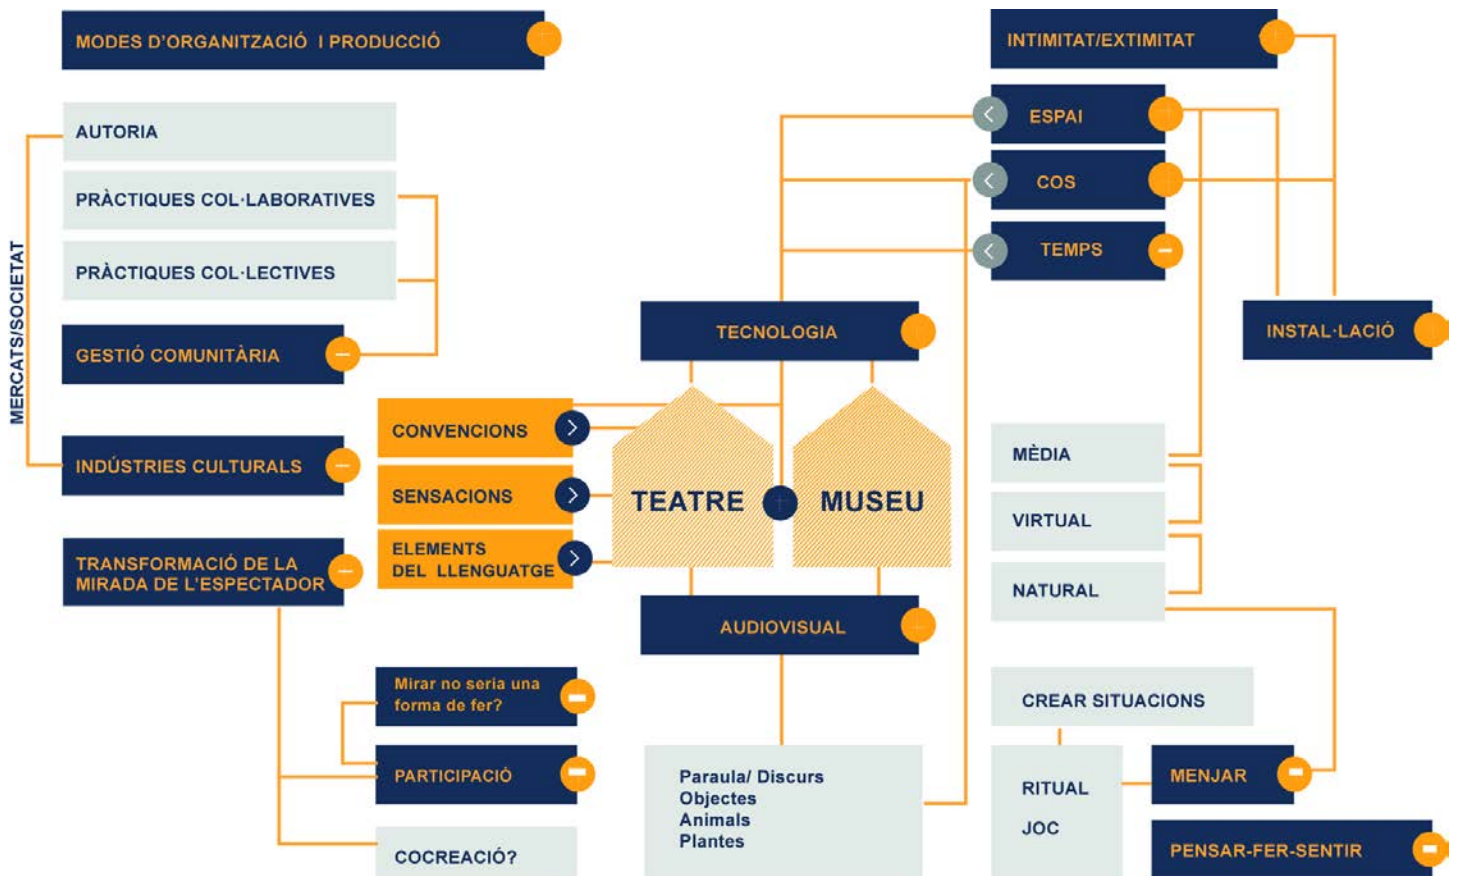 MODES D'ORGANITZACIÓ I PRODUCCIÓ
AUTORIA
PRÀCTIQUES COL·LABORATIVES
PRÀCTIQUES COL·LECTIVES
MERCATS/SOCIETAT
GESTIÓ COMUNITÀRIA
INDÚSTRIES CULTURALS
TRANSFORMACIÓ DE LA
MIRADA DE L'ESPECTADOR
CONVENCIONS
SENSACIONS
ELEMENTS
DEL LLENGUATGE
Mirar no seria una
forma de fer?
PARTICIPACIÓ
COCREACIÓ?
TECNOLOGIA
TEATRE
MUSEU
AUDIOVISUAL
Paraula/ Discurs
Objectes
Animals
Plantes
INTIMITAT/EXTIMITAT
ESPAI
COS
TEMPS
INSTAL·LACIÓ
MÈDIA
VIRTUAL
NATURAL
CREAR SITUACIONS
RITUAL
JOC
MENJAR
PENSAR-FER-SENTIR